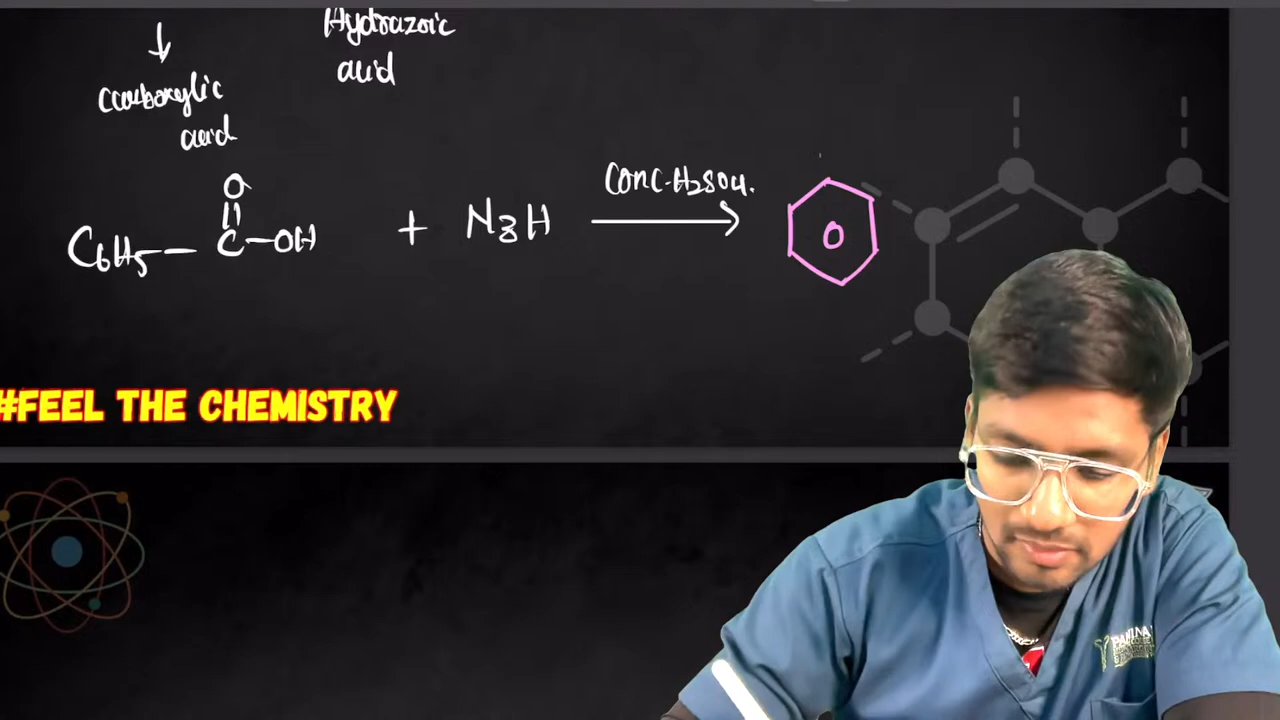 Hydrazoic
acid
↓
Carboxylic
acid
O
||
C6H5— C—OH + N3H Conc·H2SO4. →
#FEEL THE CHEMISTRY